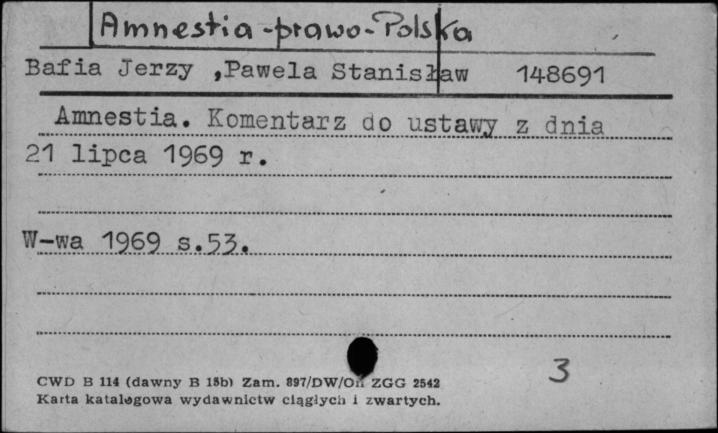 Amnestia-prawo-Polska
Bafia Jerzy ,Pawela Stanisław 148691
Amnestia. Komentarz do ustawy z dnia
21 lipca 1969 r.
W-wa 1969 s.53.
3
CWD B 114 (dawny B 18b) Zam. 897/DW/On ZGG 2542
Karta katalogowa wydawnictw ciągłych i zwartych.